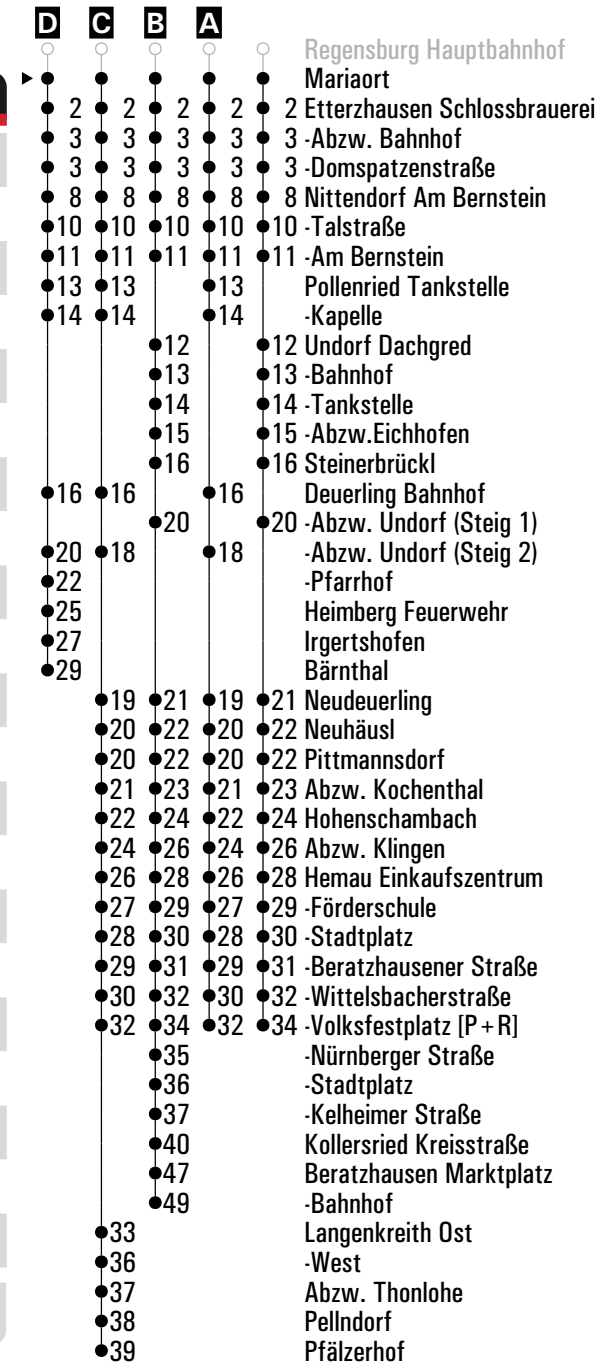 D C B A
Regensburg Hauptbahnhof
Mariaort
2 2 2 2 2 Etterzhausen Schlossbrauerei
3 3 3 3 3 -Abzw. Bahnhof
3 3 3 3 3 -Domspatzenstraße
8 8 8 8 8 Nittendorf Am Bernstein
10 10 10 10 10 -Talstraße
11 11 11 11 11 -Am Bernstein
13 13 13 Pollenried Tankstelle
14 14 14 -Kapelle
12 12 Undorf Dachgred
13 13 -Bahnhof
14 14 -Tankstelle
15 15 -Abzw.Eichhofen
16 16 Steinerbrückl
16 16 16 Deuerling Bahnhof
20 20 -Abzw. Undorf (Steig 1)
20 18 18 -Abzw. Undorf (Steig 2)
22 -Pfarrhof
25 Heimberg Feuerwehr
27 Irgertshofen
29 Bärnthal
19 21 19 21 Neudeuerling
20 22 20 22 Neuhäusl
20 22 20 22 Pittmannsdorf
21 23 21 23 Abzw. Kochenthal
22 24 22 24 Hohenschambach
24 26 24 26 Abzw. Klingen
26 28 26 28 Hemau Einkaufszentrum
27 29 27 29 -Förderschule
28 30 28 30 -Stadtplatz
29 31 29 31 -Beratzhausener Straße
30 32 30 32 -Wittelsbacherstraße
32 34 32 34 -Volksfestplatz [P+R]
35 -Nürnberger Straße
36 -Stadtplatz
37 -Kelheimer Straße
40 Kollersried Kreisstraße
47 Beratzhausen Marktplatz
49 -Bahnhof
33 Langenkreith Ost
36 -West
37 Abzw. Thonlohe
38 Pellndorf
39 Pfälzerhof